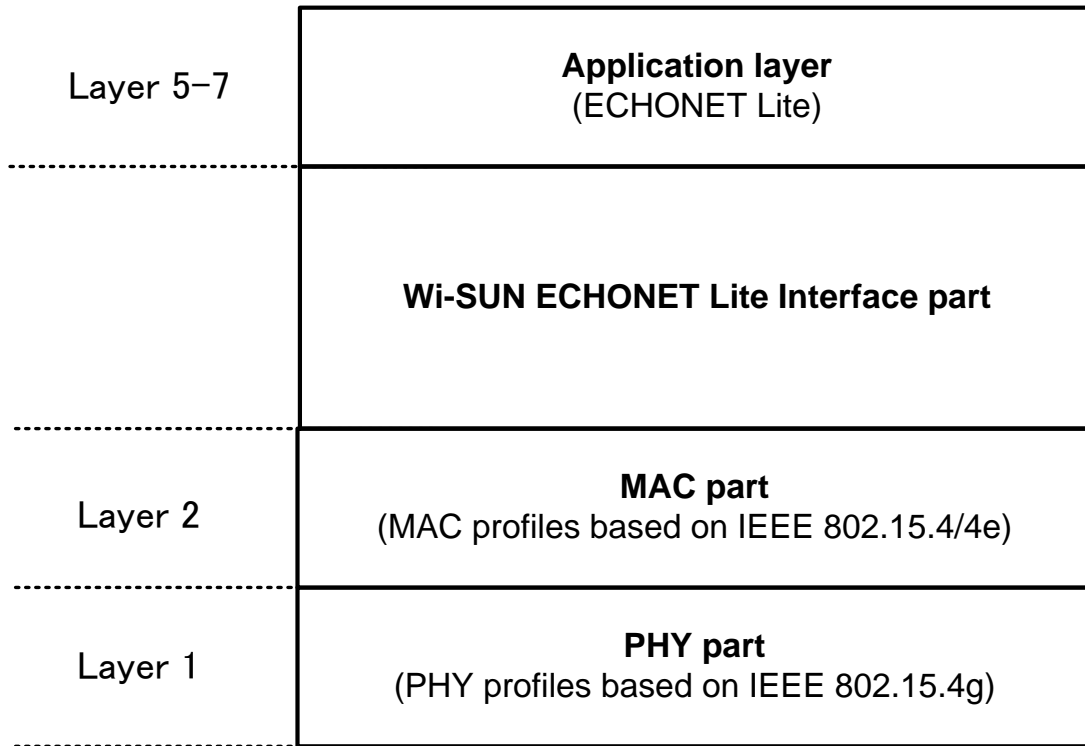 Layer 5-7
Application layer
(ECHONET Lite)
Wi-SUN ECHONET Lite Interface part
Layer 2
MAC part
(MAC profiles based on IEEE 802.15.4/4e)
Layer 1
PHY part
(PHY profiles based on IEEE 802.15.4g)